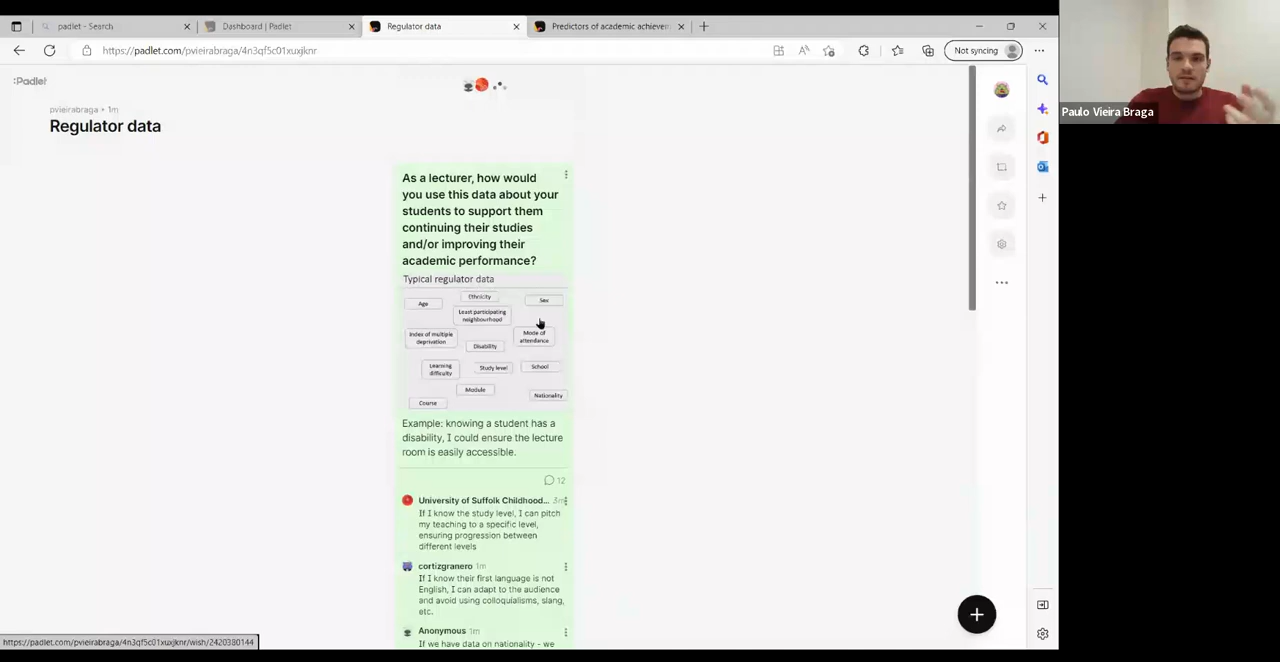 padlet - Search
Dashboard | Padlet
Regulator data
Predictors of academic achievem
https://padlet.com/pvieirabraga/4n3qf5c01xuxjknr
Not syncing
:Padlet
pvieirabraga • 1m
Regulator data
As a lecturer, how would
you use this data about your
students to support them
continuing their studies
and/or improving their
academic performance?
Typical regulator data
Age
Ethnicity
Sex
Least participating
neighbourhood
Index of multiple
deprivation
Disability
Mode of
attendance
Learning
difficulty
Study level
School
Module
Nationality
Course
Example: knowing a student has a
disability, I could ensure the lecture
room is easily accessible.
12
University of Suffolk Childhood... 3m
If I know the study level, I can pitch
my teaching to a specific level,
ensuring progression between
different levels
cortizgranero 1m
If I know their first language is not
English, I can adapt to the audience
and avoid using colloquialisms, slang,
etc.
Anonymous 1m
If we have data on nationality - we
https://padlet.com/pvieirabraga/4n3qf5c01xuxjknr/wish/2420380144
Paulo Vieira Braga